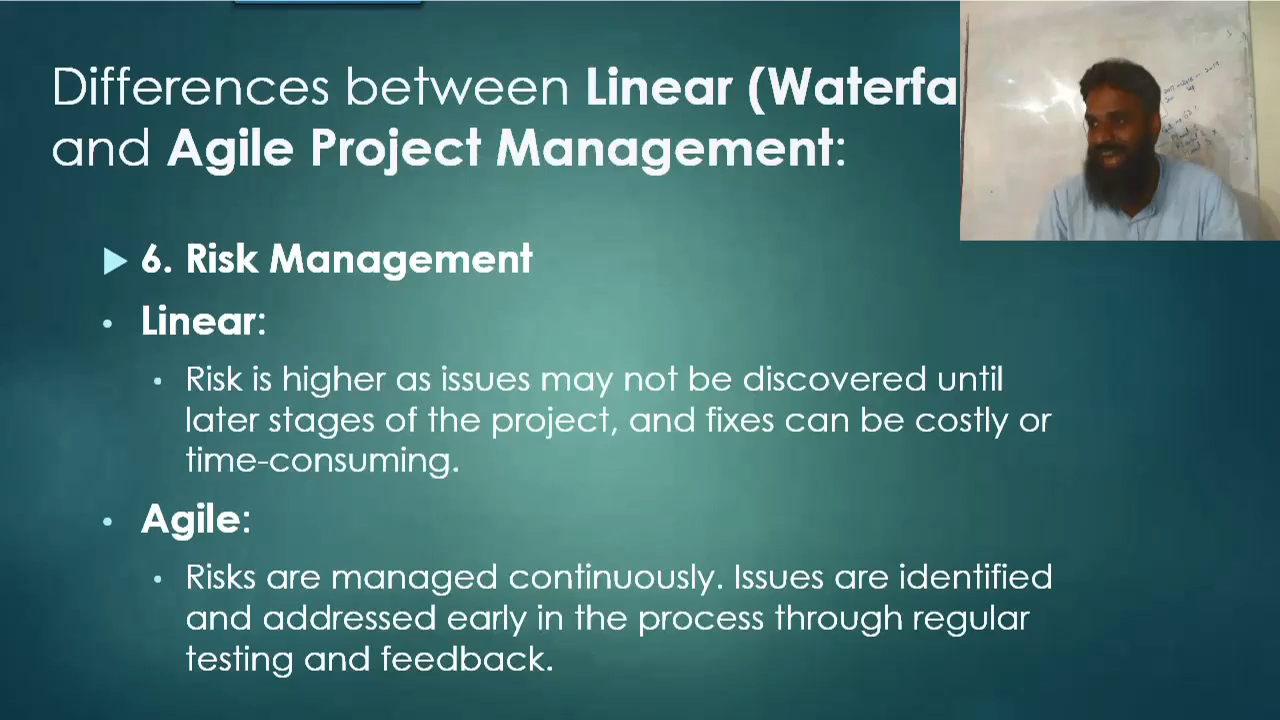 Differences between Linear (Waterfa
and Agile Project Management:
6. Risk Management
Linear:
Risk is higher as issues may not be discovered until
later stages of the project, and fixes can be costly or
time-consuming.
Agile:
Risks are managed continuously. Issues are identified
and addressed early in the process through regular
testing and feedback.